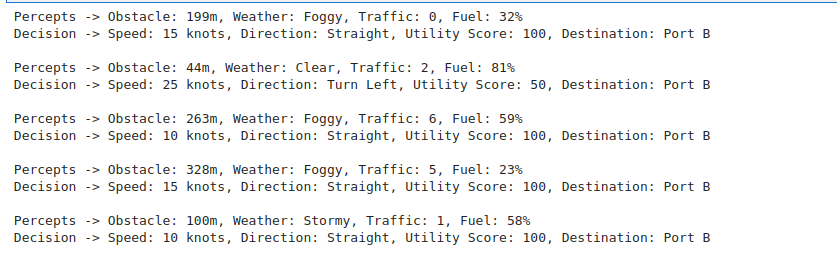 Percepts -> Obstacle: 199m, Weather: Foggy, Traffic: 0, Fuel: 32%
Decision -> Speed: 15 knots, Direction: Straight, Utility Score: 100, Destination: Port B
Percepts -> Obstacle: 44m, Weather: Clear, Traffic: 2, Fuel: 81%
Decision -> Speed: 25 knots, Direction: Turn Left, Utility Score: 50, Destination: Port B
Percepts -> Obstacle: 263m, Weather: Foggy, Traffic: 6, Fuel: 59%
Decision -> Speed: 10 knots, Direction: Straight, Utility Score: 100, Destination: Port B
Percepts -> Obstacle: 328m, Weather: Foggy, Traffic: 5, Fuel: 23%
Decision -> Speed: 15 knots, Direction: Straight, Utility Score: 100, Destination: Port B
Percepts -> Obstacle: 100m, Weather: Stormy, Traffic: 1, Fuel: 58%
Decision -> Speed: 10 knots, Direction: Straight, Utility Score: 100, Destination: Port B